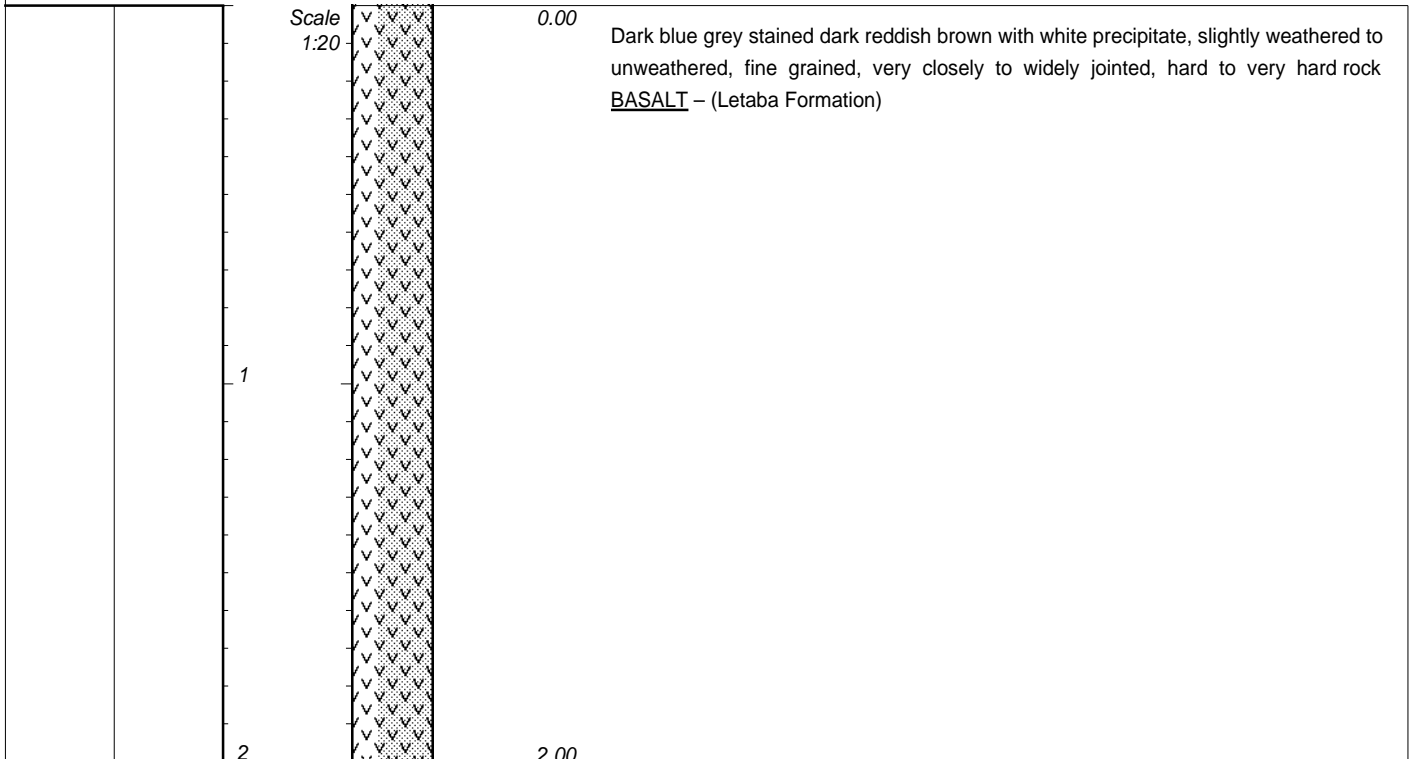 Scale
1:20
0.00
Dark blue grey stained dark reddish brown with white precipitate, slightly weathered to
unweathered, fine grained, very closely to widely jointed, hard to very hard rock
BASALT – (Letaba Formation)
1
2
2.00